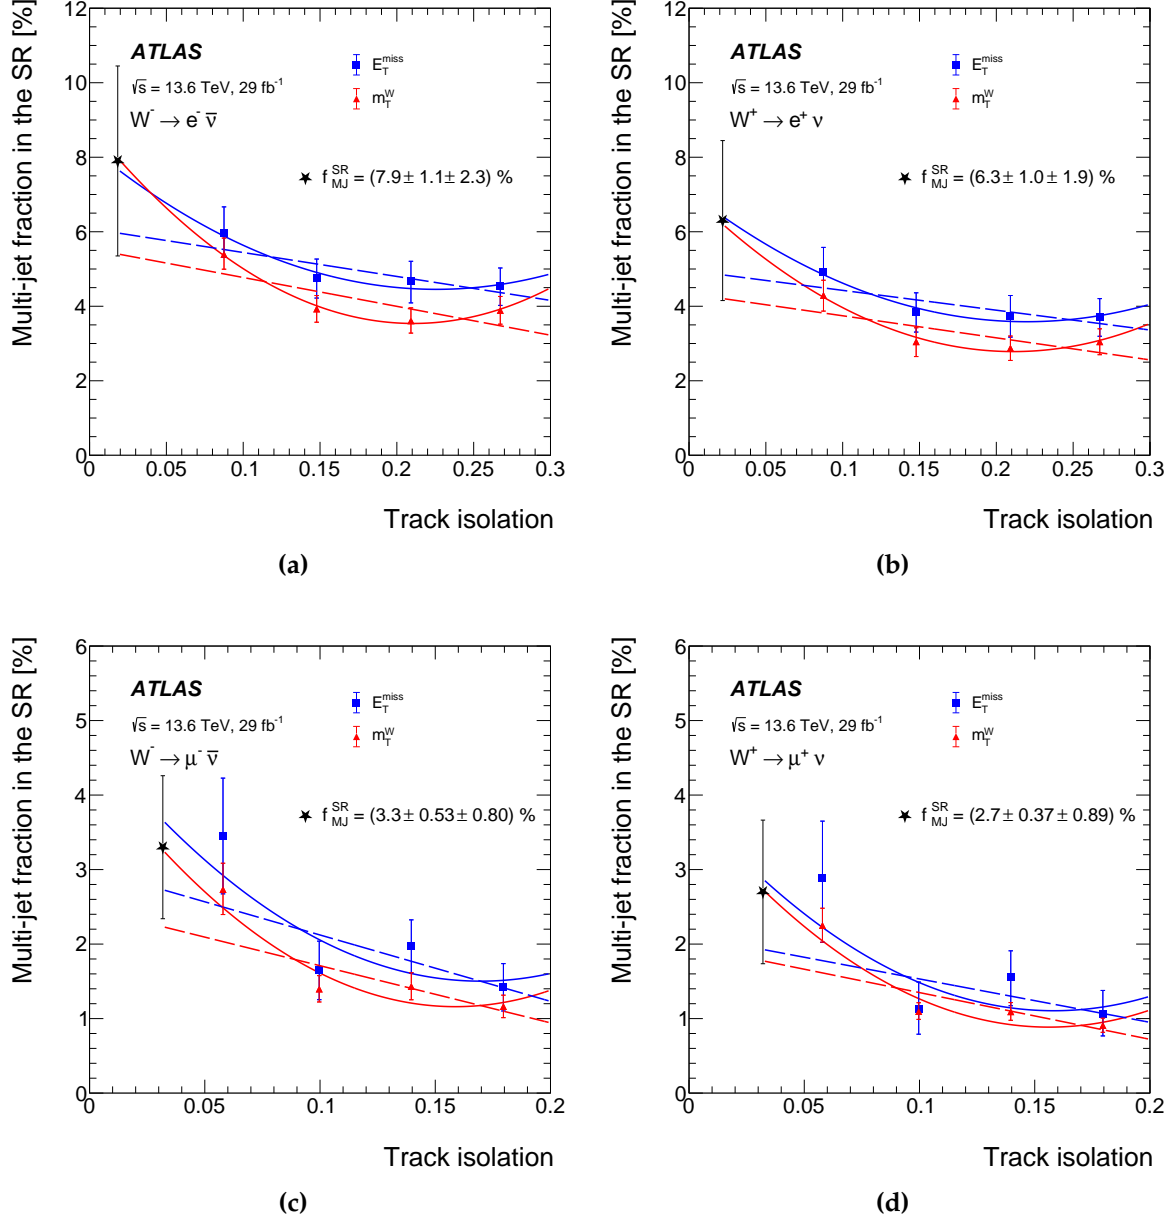 Multi-jet fraction in the SR [%]
12
10
8
6
4
2
0
ATLAS
√s = 13.6 TeV, 29 fb⁻¹
W⁻ → e⁻ ν̅
E_T^miss
m_T^W
f_MJ^SR = (7.9 ± 1.1 ± 2.3) %
0 0.05 0.1 0.15 0.2 0.25 0.3
Track isolation
(a)
Multi-jet fraction in the SR [%]
12
10
8
6
4
2
0
ATLAS
√s = 13.6 TeV, 29 fb⁻¹
W⁺ → e⁺ ν
E_T^miss
m_T^W
f_MJ^SR = (6.3 ± 1.0 ± 1.9) %
0 0.05 0.1 0.15 0.2 0.25 0.3
Track isolation
(b)
Multi-jet fraction in the SR [%]
6
5
4
3
2
1
0
ATLAS
√s = 13.6 TeV, 29 fb⁻¹
W⁻ → μ⁻ ν̅
E_T^miss
m_T^W
f_MJ^SR = (3.3 ± 0.53 ± 0.80) %
0 0.05 0.1 0.15 0.2
Track isolation
(c)
Multi-jet fraction in the SR [%]
6
5
4
3
2
1
0
ATLAS
√s = 13.6 TeV, 29 fb⁻¹
W⁺ → μ⁺ ν
E_T^miss
m_T^W
f_MJ^SR = (2.7 ± 0.37 ± 0.89) %
0 0.05 0.1 0.15 0.2
Track isolation
(d)